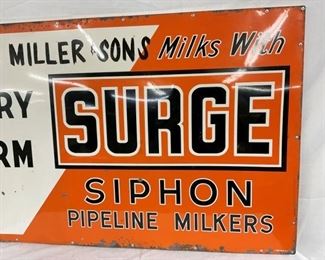 MILLER & SONS Milks With
RY SURGE
RM
SIPHON
PIPELINE MILKERS